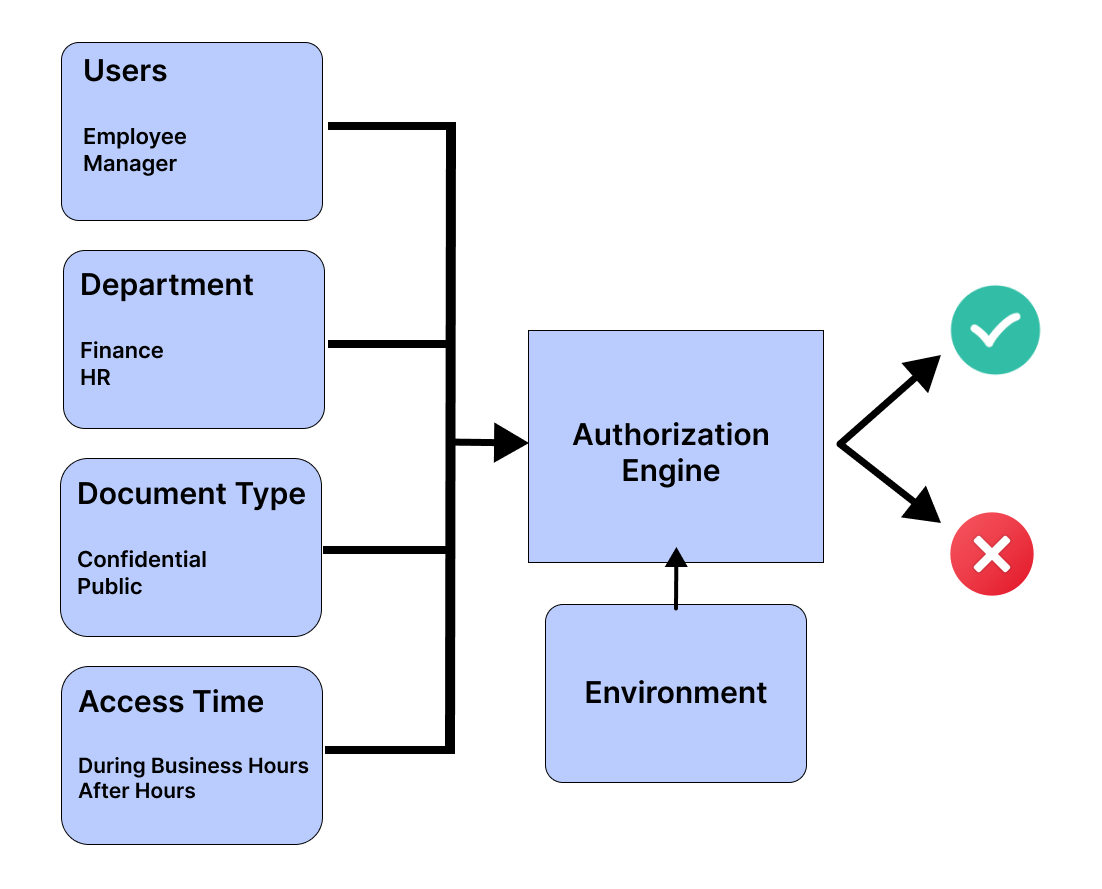 Users
Employee
Manager
Department
Finance
HR
Document Type
Confidential
Public
Access Time
During Business Hours
After Hours
Authorization
Engine
Environment